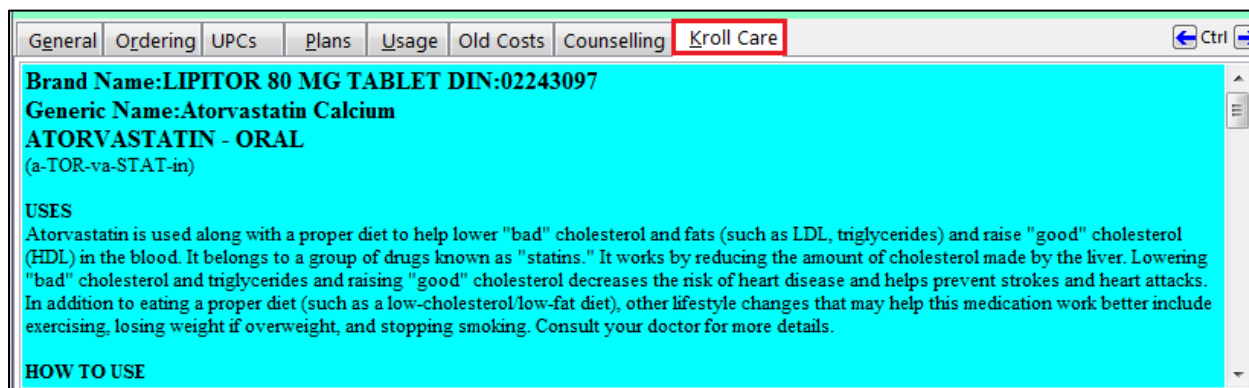 General Ordering UPCs Plans Usage Old Costs Counselling Kroll Care Ctrl
Brand Name:LIPITOR 80 MG TABLET DIN:02243097
Generic Name:Atorvastatin Calcium
ATORVASTATIN - ORAL
(a-TOR-va-STAT-in)
USES
Atorvastatin is used along with a proper diet to help lower "bad" cholesterol and fats (such as LDL, triglycerides) and raise "good" cholesterol
(HDL) in the blood. It belongs to a group of drugs known as "statins." It works by reducing the amount of cholesterol made by the liver. Lowering
"bad" cholesterol and triglycerides and raising "good" cholesterol decreases the risk of heart disease and helps prevent strokes and heart attacks.
In addition to eating a proper diet (such as a low-cholesterol/low-fat diet), other lifestyle changes that may help this medication work better include
exercising, losing weight if overweight, and stopping smoking. Consult your doctor for more details.
HOW TO USE